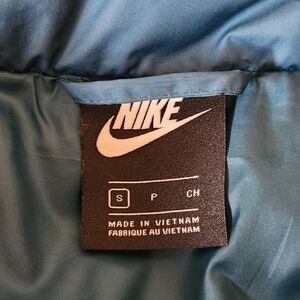 NIKE
S P CH
MADE IN VIETNAM
FABRIQUE AU VIETNAM